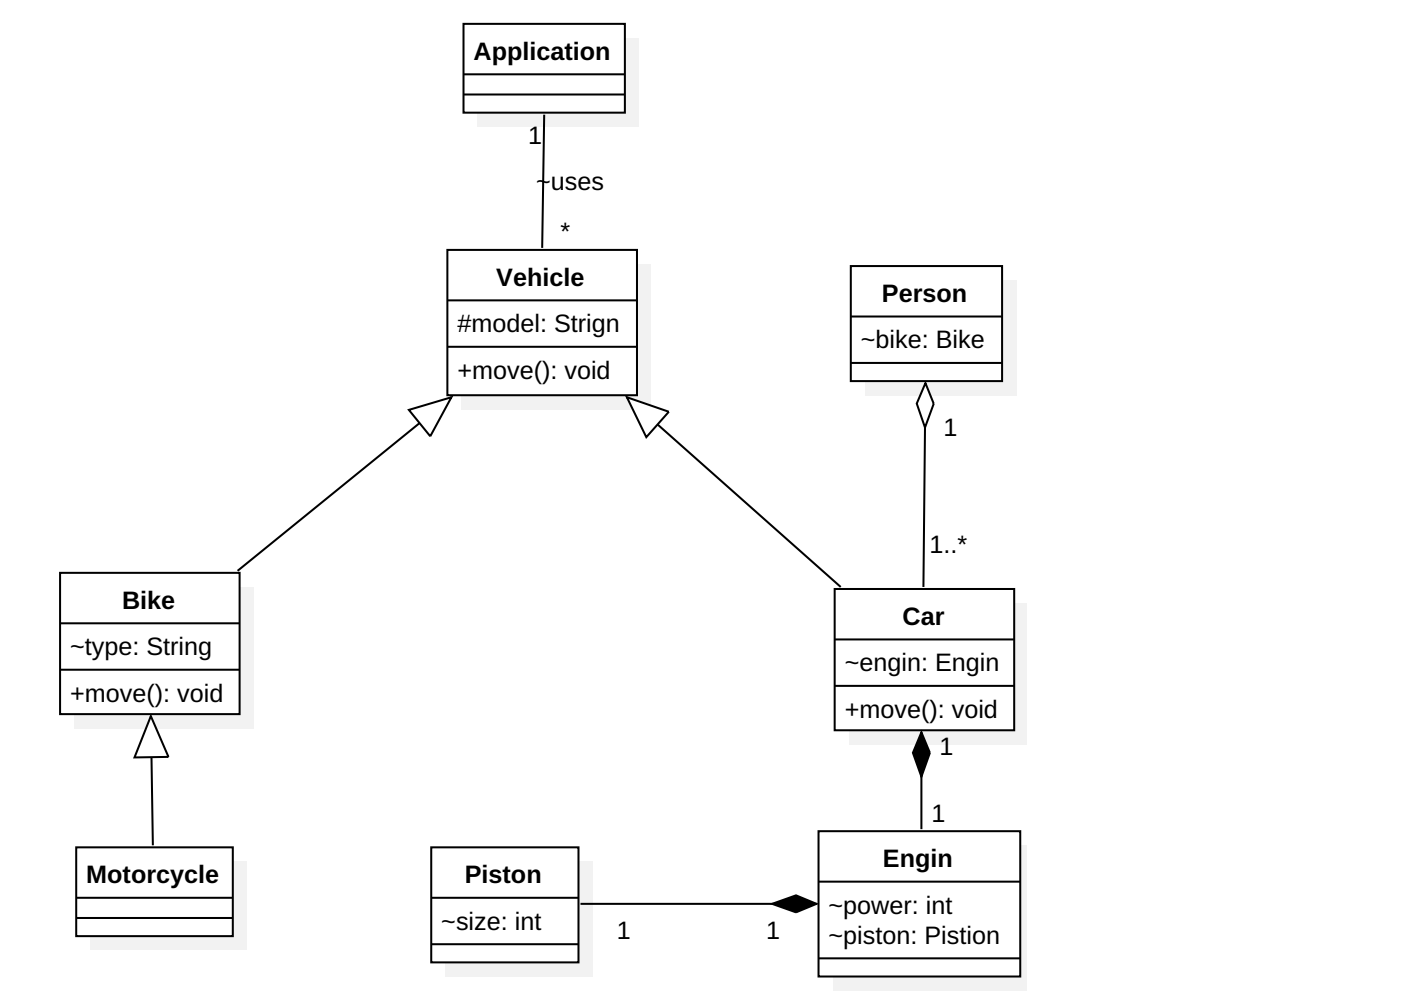 Application
1
~uses
*
Vehicle
#model: Strign
+move(): void
Person
~bike: Bike
1
1..*
Bike
~type: String
+move(): void
Car
~engin: Engin
+move(): void
1
1
Motorcycle
Piston
~size: int
1
1
Engin
~power: int
~piston: Pistion